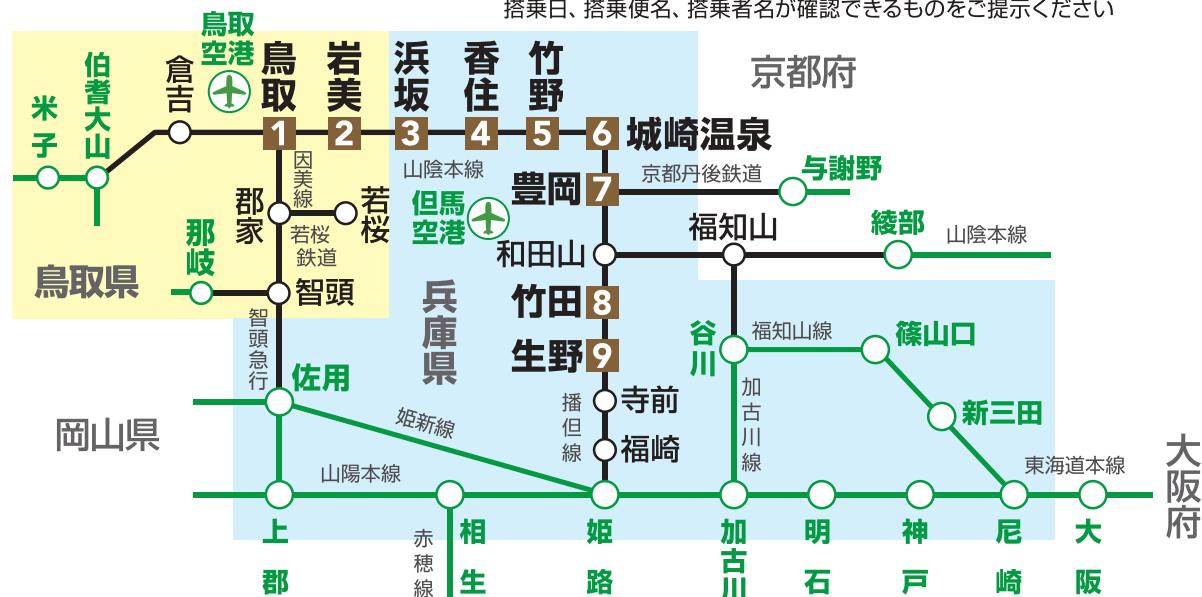 搭乗日、搭乗便名、搭乗者名が確認できるものをご提示ください
鳥取
空港
米子
伯耆大山
倉吉
鳥取
岩美
浜坂
香住
竹野
1
2
3
4
5
6
城崎温泉
京都府
因美線
山陰本線
京都丹後鉄道
与謝野
豊岡
7
但馬
空港
郡家
若桜
若桜
鉄道
那岐
智頭
鳥取県
和田山
福知山
綾部
山陰本線
兵庫県
竹田
8
生野
9
谷川
福知山線
篠山口
智頭急行
佐用
姫新線
播但線
寺前
福崎
加古川線
新三田
岡山県
山陽本線
東海道本線
大阪府
上郡
赤穂線
相生
姫路
加古川
明石
神戸
尼崎
大阪